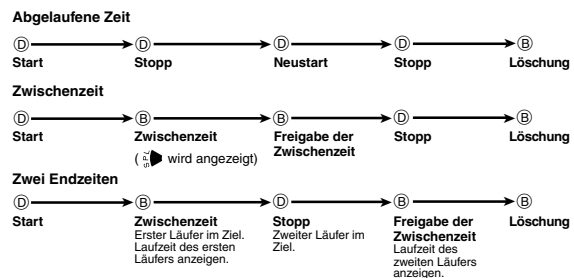 Abgelaufene Zeit
Ⓓ Ⓓ Ⓓ Ⓓ Ⓑ
Start Stopp Neustart Stopp Löschung
Zwischenzeit
Ⓓ Ⓑ Ⓑ Ⓓ Ⓑ
Start Zwischenzeit Freigabe der Zwischenzeit Stopp Löschung
( SPL wird angezeigt)
Zwei Endzeiten
Ⓓ Ⓑ Ⓓ Ⓑ Ⓑ
Start
Zwischenzeit
Erster Läufer im Ziel.
Laufzeit des ersten
Läufers anzeigen.
Stopp
Zweiter Läufer im
Ziel.
Freigabe der
Zwischenzeit
Laufzeit des
zweiten Läufers
anzeigen.
Löschung